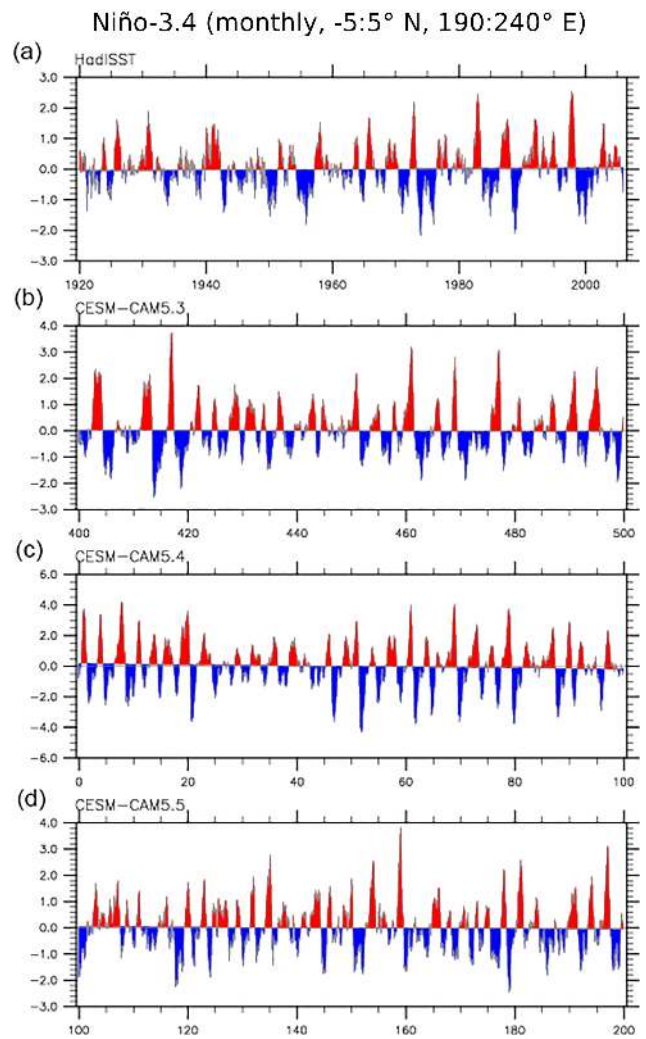 Niño-3.4 (monthly, -5:5° N, 190:240° E)
(a)
HadISST
3.0
2.0
1.0
0.0
-1.0
-2.0
-3.0
1920 1940 1960 1980 2000
(b)
CESM-CAM5.3
4.0
3.0
2.0
1.0
0.0
-1.0
-2.0
-3.0
400 420 440 460 480 500
(c)
CESM-CAM5.4
6.0
4.0
2.0
0.0
-2.0
-4.0
-6.0
0 20 40 60 80 100
(d)
CESM-CAM5.5
4.0
3.0
2.0
1.0
0.0
-1.0
-2.0
-3.0
100 120 140 160 180 200